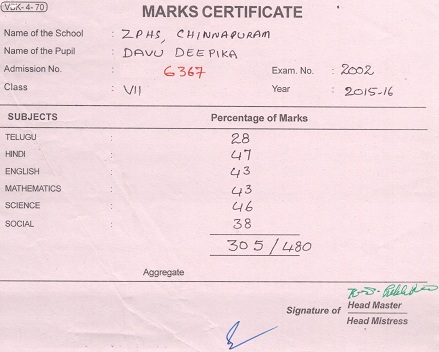 VGK-4-70
MARKS CERTIFICATE
Name of the School : ZPHS, CHINNAPURAM
Name of the Pupil : DAVU DEEPIKA
Admission No. : 6367 Exam. No. : 2002
Class : VII Year : 2015-16
SUBJECTS Percentage of Marks
TELUGU : 28
HINDI : 47
ENGLISH : 43
MATHEMATICS : 43
SCIENCE : 46
SOCIAL : 38
305/480
Aggregate
Signature of Head Master
Head Mistress